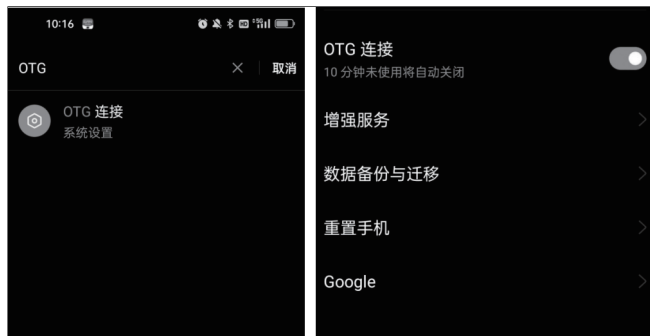 10:16
HD 5G
OTG
取消
OTG 连接
系统设置
OTG 连接
10 分钟未使用将自动关闭
增强服务
数据备份与迁移
重置手机
Google